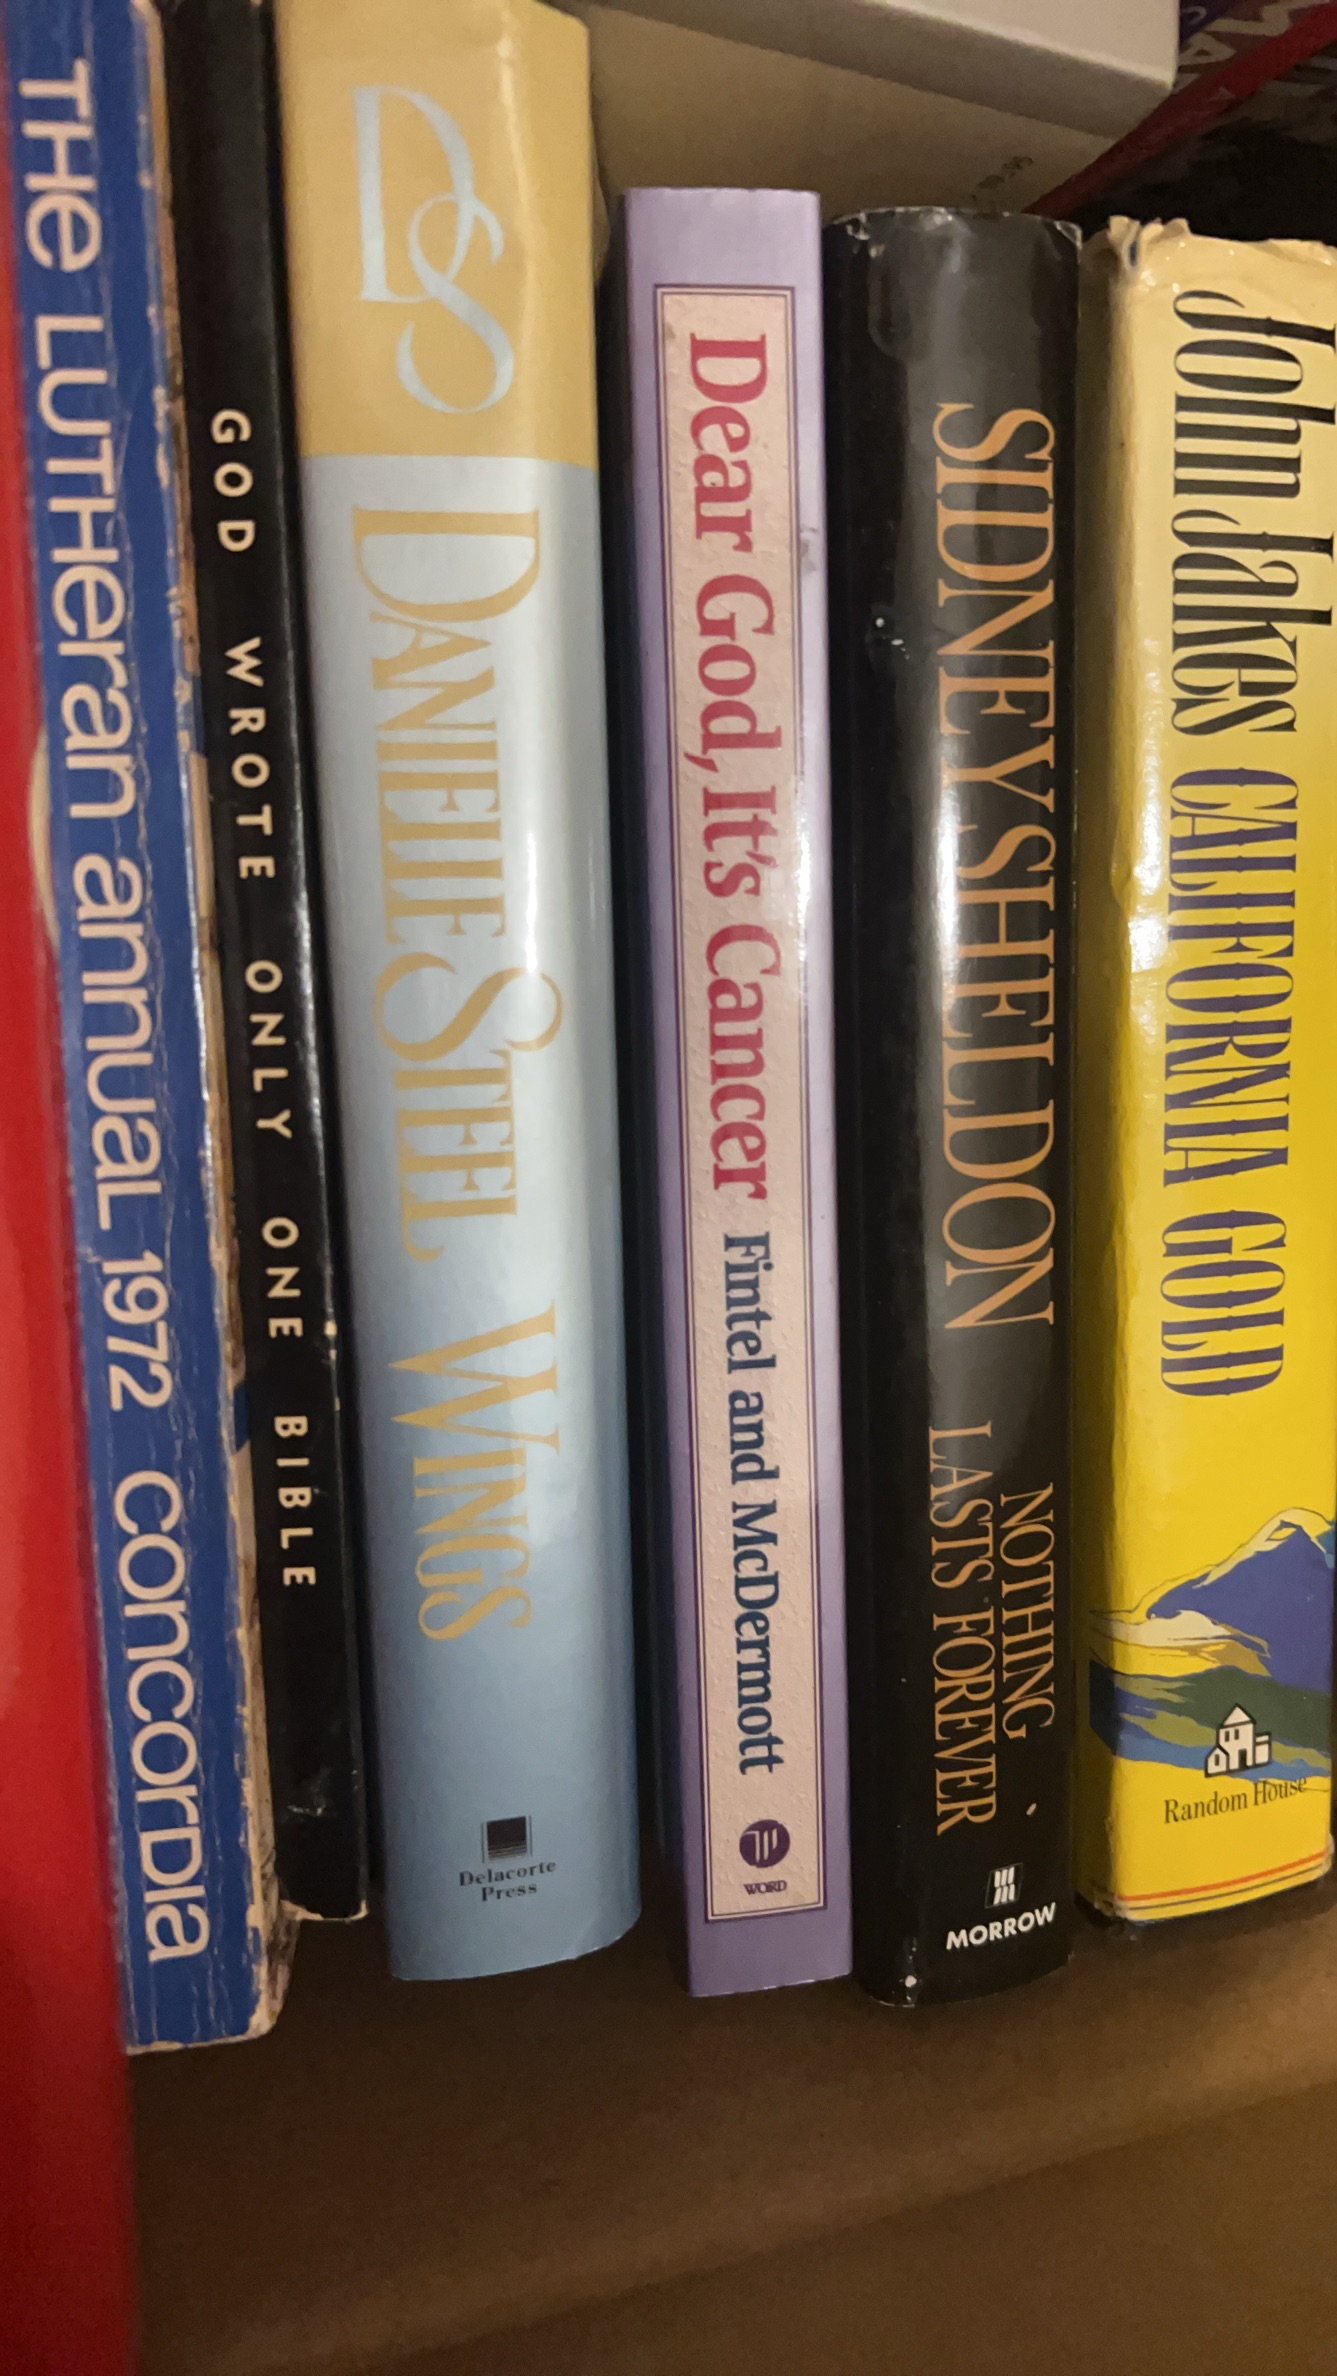 THE LUTHERAN ANNUAL 1972 CONCORDIA
GOD WROTE ONLY ONE BIBLE
DS
DANIELLE STEEL WINGS
Delacorte
Press
Dear God, It's Cancer Fintel and McDermott
WORD
SIDNEY SHELDON
NOTHING
LASTS FOREVER
MORROW
John Jakes CALIFORNIA GOLD
Random House